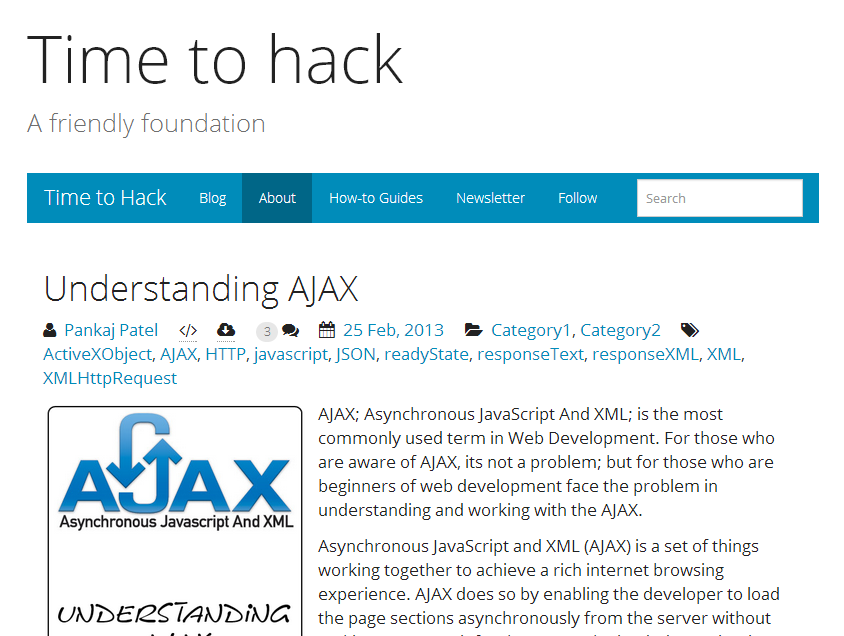 Time to hack
A friendly foundation
Time to Hack Blog About How-to Guides Newsletter Follow Search
Understanding AJAX
Pankaj Patel </> 3 25 Feb, 2013 Category1, Category2
ActiveXObject, AJAX, HTTP, javascript, JSON, readyState, responseText, responseXML, XML,
XMLHttpRequest
AJAX
Asynchronous Javascript And XML
UNDERSTANDING
AJAX; Asynchronous JavaScript And XML; is the most
commonly used term in Web Development. For those who
are aware of AJAX, its not a problem; but for those who are
beginners of web development face the problem in
understanding and working with the AJAX.
Asynchronous JavaScript and XML (AJAX) is a set of things
working together to achieve a rich internet browsing
experience. AJAX does so by enabling the developer to load
the page sections asynchronously from the server without